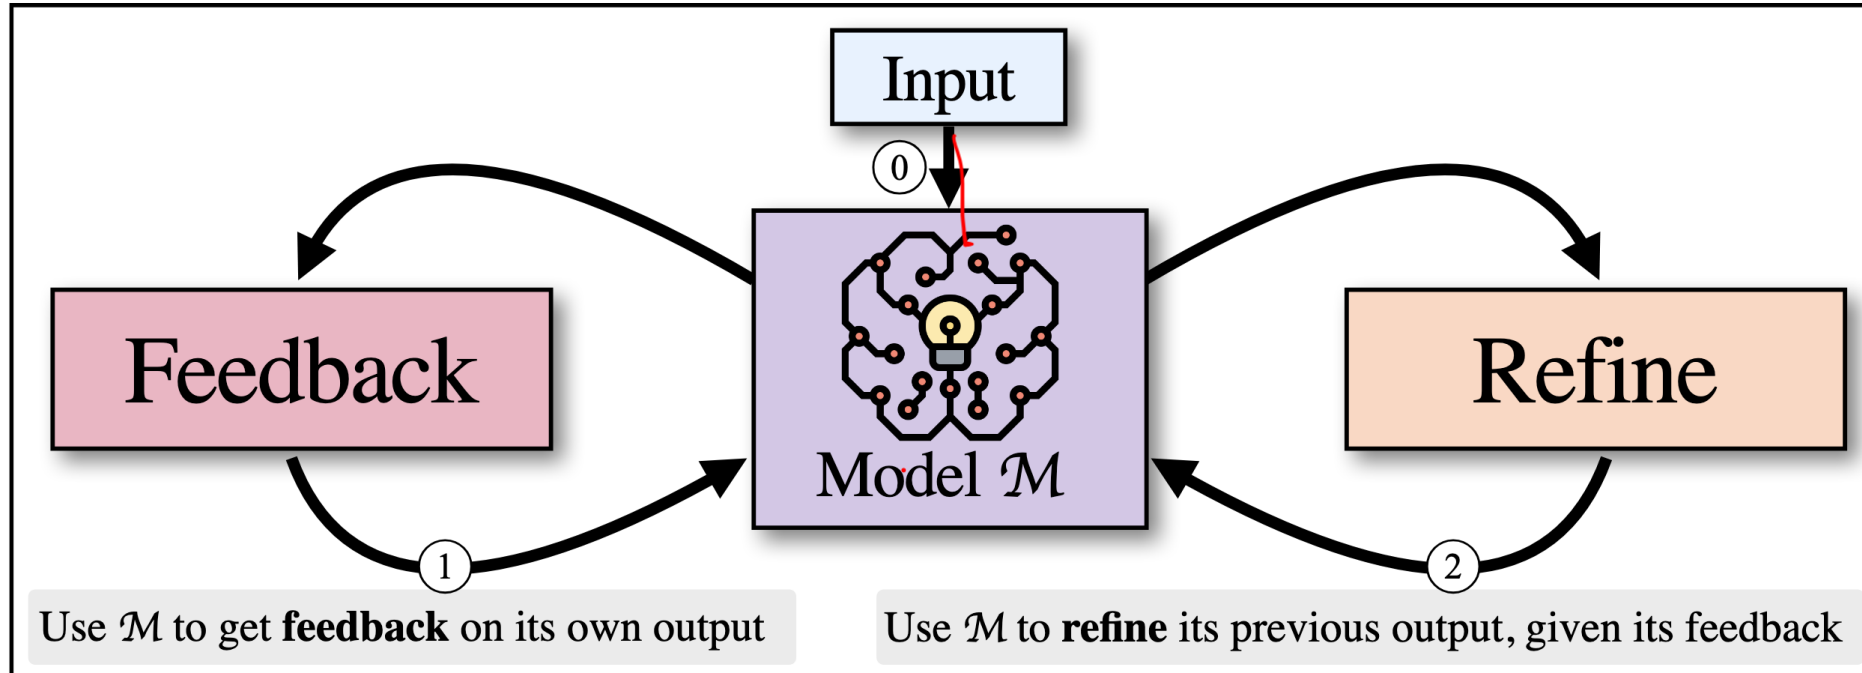 Input
0
Feedback
Refine
Model ℳ
1
2
Use ℳ to get feedback on its own output
Use ℳ to refine its previous output, given its feedback